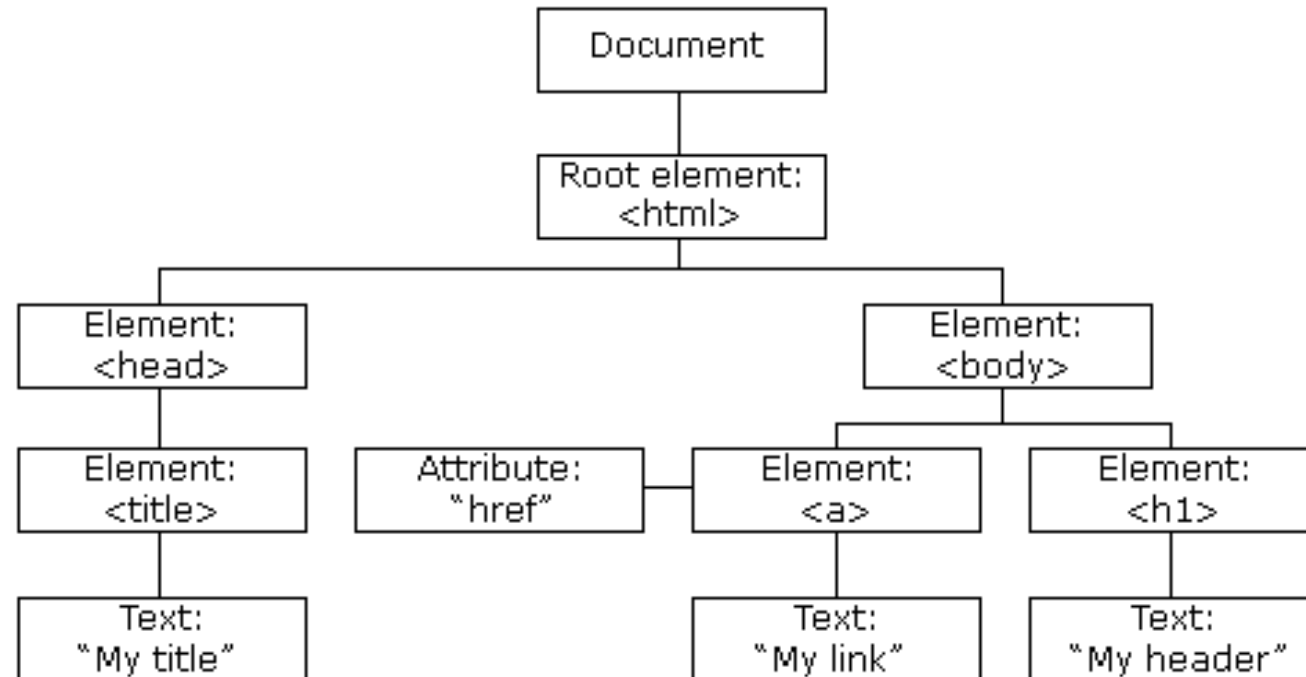 Document
Root element:
<html>
Element:
<head>
Element:
<body>
Element:
<title>
Attribute:
“href”
Element:
<a>
Element:
<h1>
Text:
“My title”
Text:
“My link”
Text:
“My header”